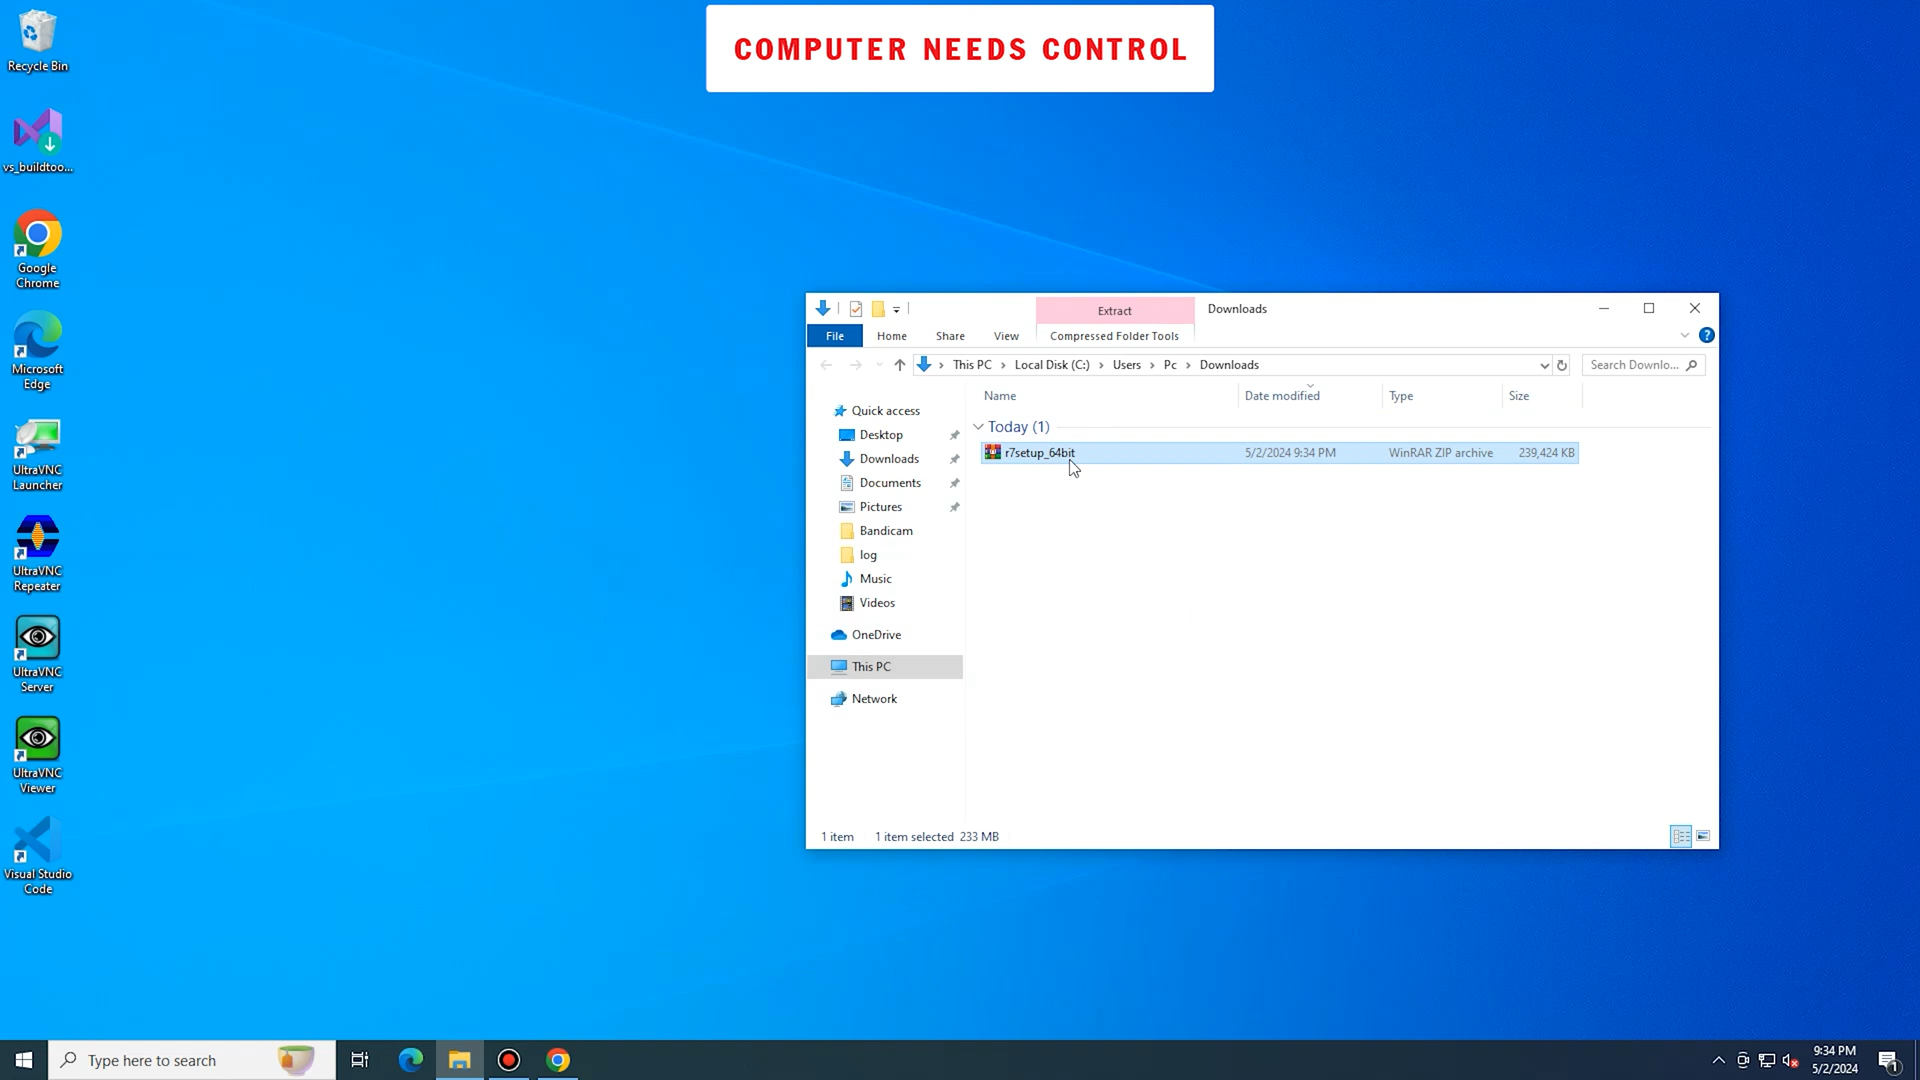 COMPUTER NEEDS CONTROL
Recycle Bin
vs_buildtoo...
Google
Chrome
Microsoft
Edge
UltraVNC
Launcher
UltraVNC
Repeater
UltraVNC
Server
UltraVNC
Viewer
Visual Studio
Code
Extract
Downloads
File
Home
Share
View
Compressed Folder Tools
This PC
Local Disk (C:)
Users
Pc
Downloads
Search Downlo...
Name
Date modified
Type
Size
Quick access
Desktop
Downloads
Documents
Pictures
Bandicam
log
Music
Videos
OneDrive
This PC
Network
Today (1)
r7setup_64bit 5/2/2024 9:34 PM WinRAR ZIP archive 239,424 KB
1 item 1 item selected 233 MB
Type here to search
9:34 PM
5/2/2024
1